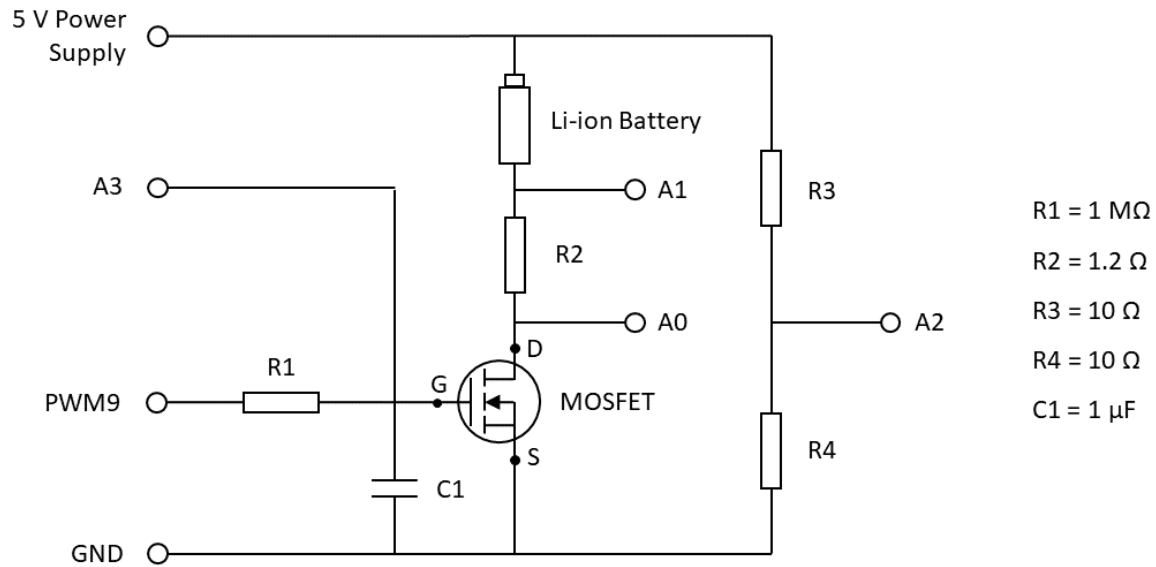 5 V Power
Supply
Li-ion Battery
A3
A1
R3
R1 = 1 MΩ
R2
R2 = 1.2 Ω
R3 = 10 Ω
A0
A2
D
R4 = 10 Ω
R1
G
PWM9
MOSFET
C1 = 1 μF
S
R4
C1
GND